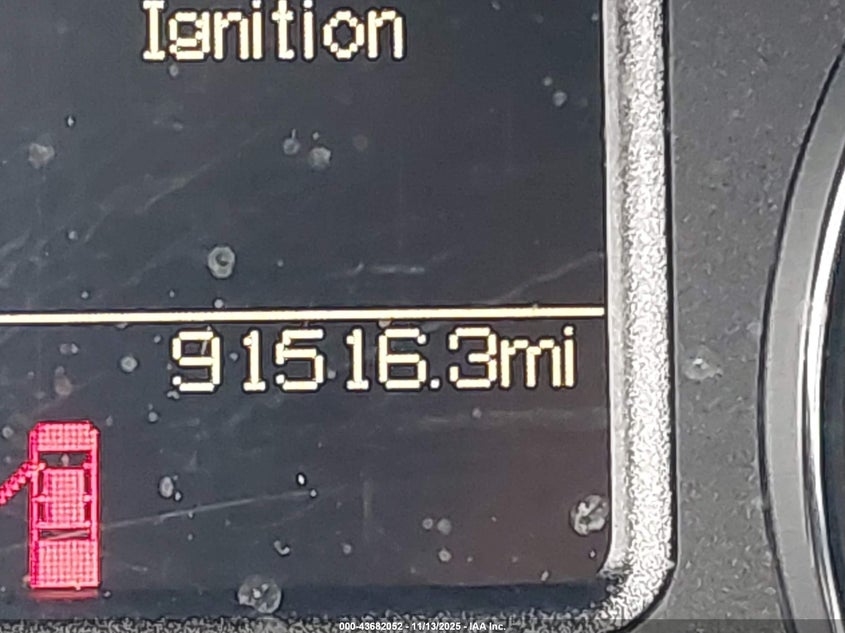 Ignition
91516.3mi
000-43682052 - 11/13/2025 - IAA Inc.